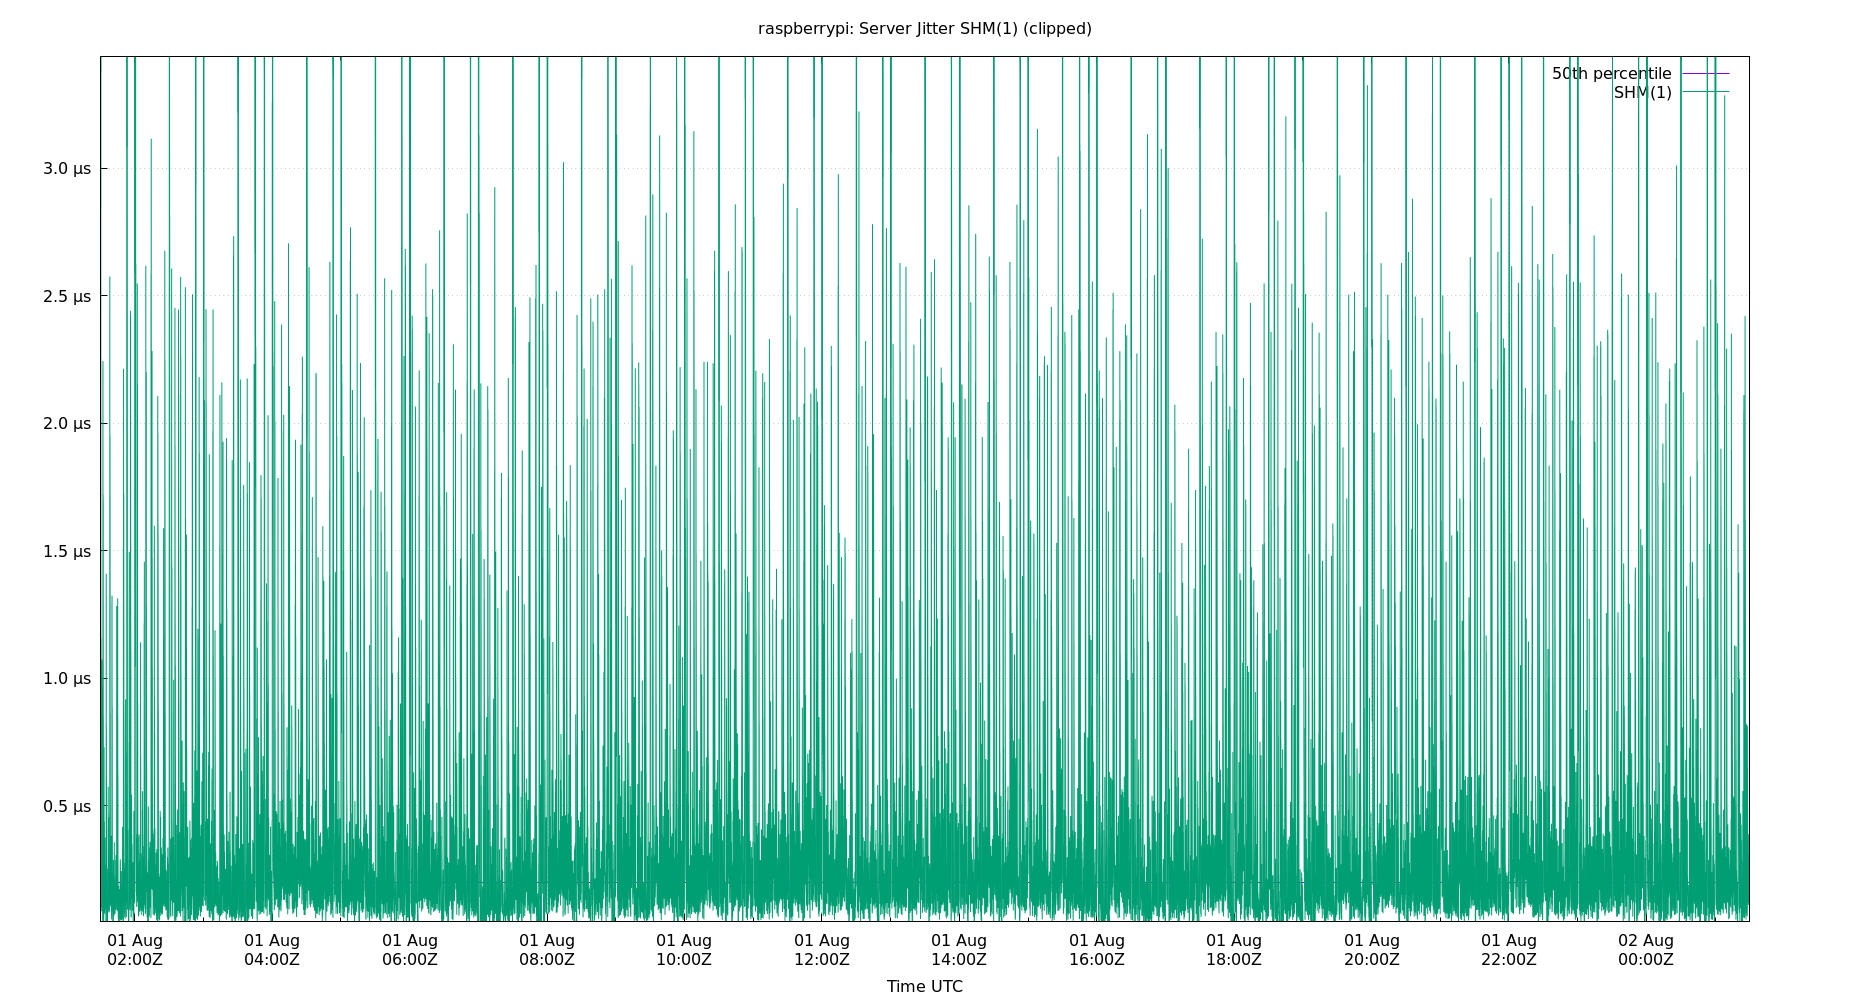 raspberrypi: Server Jitter SHM(1) (clipped)
50th percentile
SHM(1)
3.0 µs
2.5 µs
2.0 µs
1.5 µs
1.0 µs
0.5 µs
01 Aug 01 Aug 01 Aug 01 Aug 01 Aug 01 Aug 01 Aug 01 Aug 01 Aug 01 Aug 01 Aug 02 Aug
02:00Z 04:00Z 06:00Z 08:00Z 10:00Z 12:00Z 14:00Z 16:00Z 18:00Z 20:00Z 22:00Z 00:00Z
Time UTC